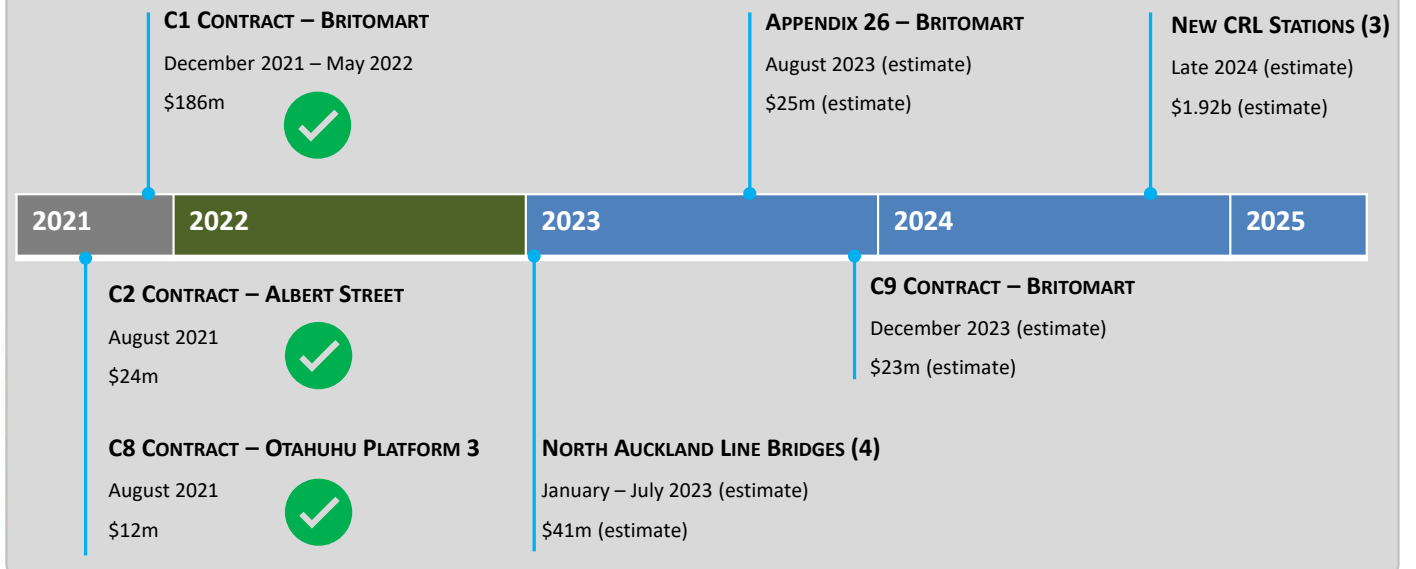 C1 CONTRACT – BRITOMART
December 2021 – May 2022
$186m
APPENDIX 26 – BRITOMART
August 2023 (estimate)
$25m (estimate)
NEW CRL STATIONS (3)
Late 2024 (estimate)
$1.92b (estimate)
2021
2022
2023
2024
2025
C2 CONTRACT – ALBERT STREET
August 2021
$24m
C9 CONTRACT – BRITOMART
December 2023 (estimate)
$23m (estimate)
C8 CONTRACT – OTAHUHU PLATFORM 3
August 2021
$12m
NORTH AUCKLAND LINE BRIDGES (4)
January – July 2023 (estimate)
$41m (estimate)